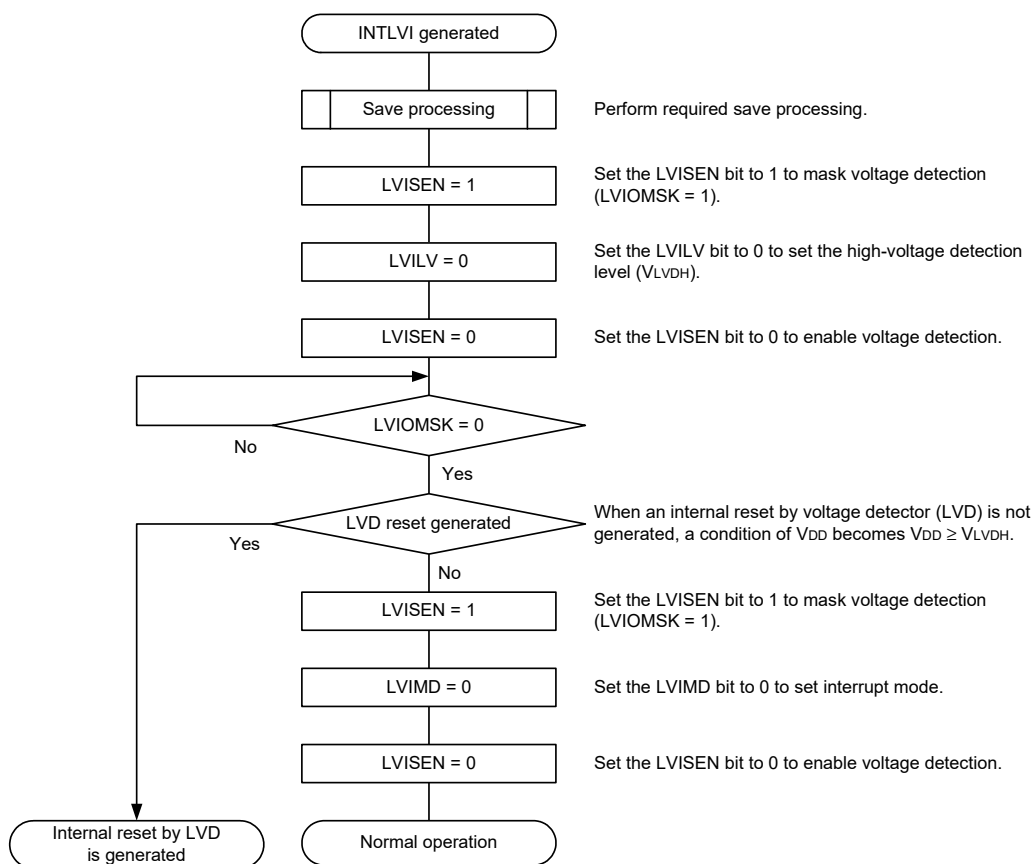 INTLVI generated
Save processing
Perform required save processing.
LVISEN = 1
Set the LVISEN bit to 1 to mask voltage detection
(LVIOMSK = 1).
LVILV = 0
Set the LVILV bit to 0 to set the high-voltage detection
level (VLVDH).
LVISEN = 0
Set the LVISEN bit to 0 to enable voltage detection.
LVIOMSK = 0
No
Yes
LVD reset generated
When an internal reset by voltage detector (LVD) is not
generated, a condition of VDD becomes VDD ≥ VLVDH.
Yes
No
LVISEN = 1
Set the LVISEN bit to 1 to mask voltage detection
(LVIOMSK = 1).
LVIMD = 0
Set the LVIMD bit to 0 to set interrupt mode.
LVISEN = 0
Set the LVISEN bit to 0 to enable voltage detection.
Internal reset by LVD
is generated
Normal operation